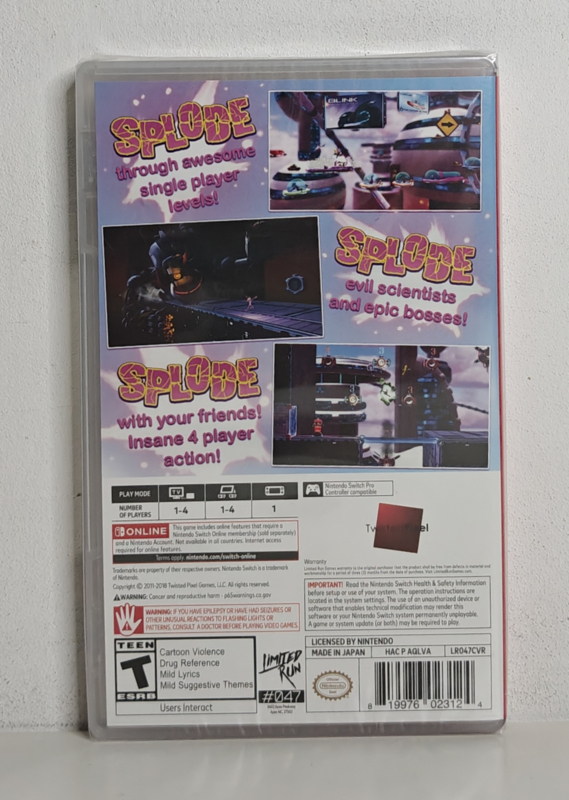 SPLODE
through awesome
single player
levels!
BLINK
SPLODE
evil scientists
and epic bosses!
SPLODE
with your friends!
Insane 4 player
action!
PLAY MODE
TV
NUMBER OF PLAYERS
1-4
1-4
1
Nintendo Switch Pro
Controller compatible
ONLINE
This game includes online features that require a
Nintendo Switch Online membership (sold separately)
and a Nintendo Account. Not available in all countries. Internet access
required for online features.
Terms apply. nintendo.com/switch-online
Trademarks are property of their respective owners. Nintendo Switch is a trademark
of Nintendo.
Copyright © 2011-2018 Twisted Pixel Games, LLC. All rights reserved.
WARNING: Cancer and reproductive harm - p65warnings.ca.gov
WARNING: IF YOU HAVE EPILEPSY OR HAVE HAD SEIZURES OR
OTHER UNUSUAL REACTIONS TO FLASHING LIGHTS OR
PATTERNS, CONSULT A DOCTOR BEFORE PLAYING VIDEO GAMES.
Warranty
IMPORTANT! Read the Nintendo Switch Health & Safety Information
before setup or use of your system. The operation instructions are
located in the system settings. The use of an unauthorized device or
software that enables technical modification may render this
or your Nintendo Switch system permanently unplayable.
A game or system update (or both) may be required to play.
TEEN
T
ESRB
Cartoon Violence
Drug Reference
Mild Lyrics
Mild Suggestive Themes
Users Interact
LIMITED
RUN
#047
LICENSED BY NINTENDO
MADE IN JAPAN
HAC P AQLVA
LR047CVR
Official
Nintendo
Seal
8 19976 02312 4